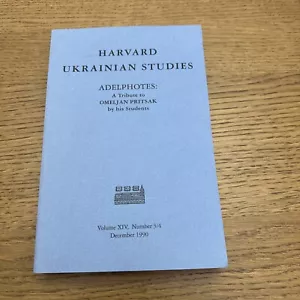 HARVARD
UKRAINIAN STUDIES
ADELPHOTES:
A Tribute to
OMELJAN PRITSAK
by his Students
Volume XIV, Number 3/4
December 1990